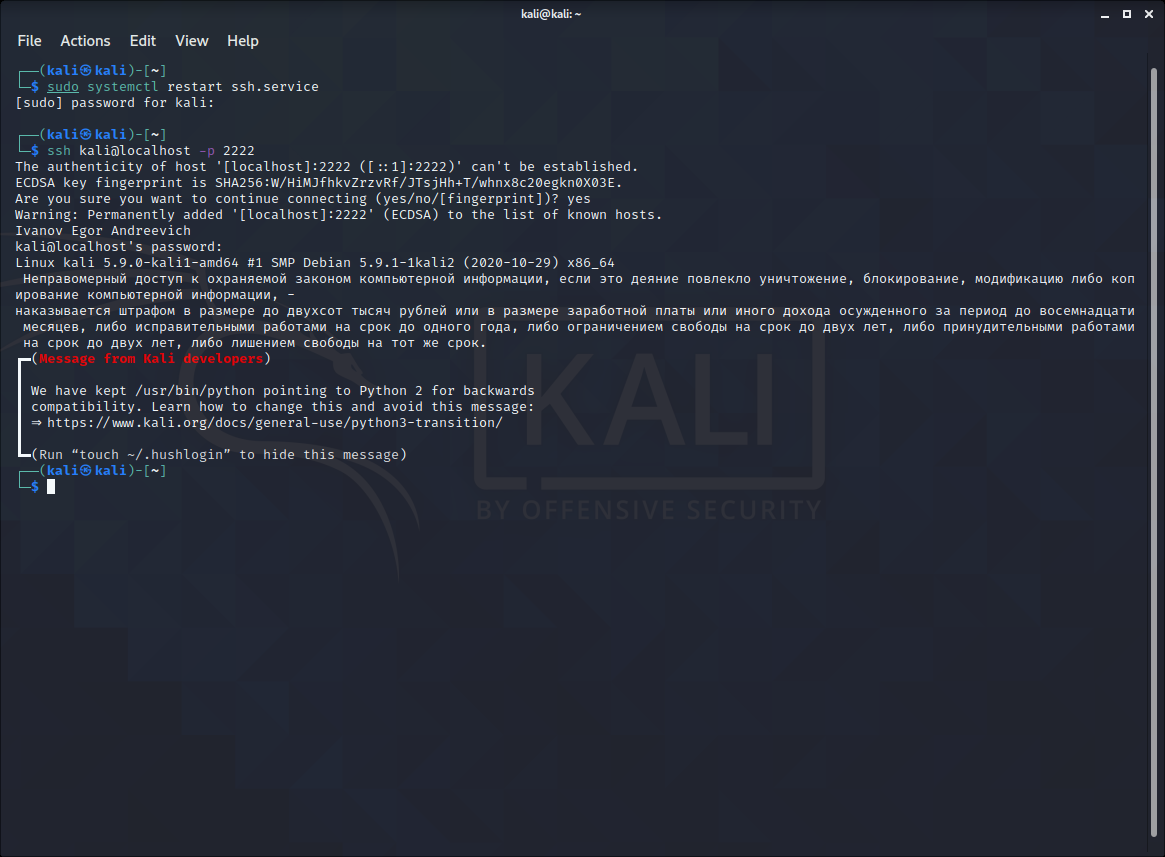 kali@kali: ~
File Actions Edit View Help
┌──(kali㉿kali)-[~]
└─$ sudo systemctl restart ssh.service
[sudo] password for kali:
┌──(kali㉿kali)-[~]
└─$ ssh kali@localhost -p 2222
The authenticity of host '[localhost]:2222 ([::1]:2222)' can't be established.
ECDSA key fingerprint is SHA256:W/HiMJfhkvZrzvRf/JTsjHh+T/whnx8c20egkn0X03E.
Are you sure you want to continue connecting (yes/no/[fingerprint])? yes
Warning: Permanently added '[localhost]:2222' (ECDSA) to the list of known hosts.
Ivanov Egor Andreevich
kali@localhost's password:
Linux kali 5.9.0-kali1-amd64 #1 SMP Debian 5.9.1-1kali2 (2020-10-29) x86_64
Неправомерный доступ к охраняемой законом компьютерной информации, если это деяние повлекло уничтожение, блокирование, модификацию либо коп
ирование компьютерной информации, -
наказывается штрафом в размере до двухсот тысяч рублей или в размере заработной платы или иного дохода осужденного за период до восемнадцати
месяцев, либо исправительными работами на срок до одного года, либо ограничением свободы на срок до двух лет, либо принудительными работами
на срок до двух лет, либо лишением свободы на тот же срок.
┏━(Message from Kali developers)
┃ We have kept /usr/bin/python pointing to Python 2 for backwards
┃ compatibility. Learn how to change this and avoid this message:
┃ ⇒ https://www.kali.org/docs/general-use/python3-transition/
┗━(Run “touch ~/.hushlogin” to hide this message)
┌──(kali㉿kali)-[~]
└─$
KALI
BY OFFENSIVE SECURITY